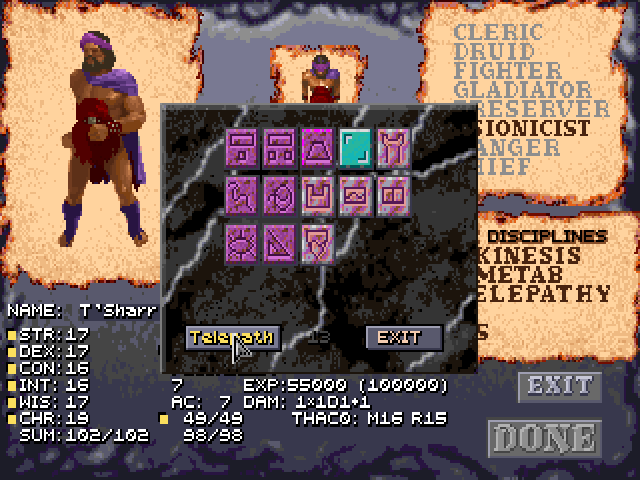 CLERIC
DRUID
FIGHTER
GLADIATOR
RESERVER
SIONICIST
ANGER
HIEF
DISCIPLINES
KINESIS
METAB
ELEPATHY
S
NAME: T'Sharr
STR:17
DEX:17
CON:16
INT: 16
WIS: 17
CHR:19
SUM:102/102
Telepath 13 EXIT
7 EXP:55000 (100000)
AC: 7 DAM: 1x1D1+1
49/49 THAC0: M16 R15
98/98
EXIT
DONE